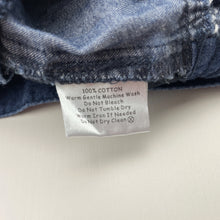 100% COTTON
Warm Gentle Machine Wash
Do Not Bleach
Do Not Tumble Dry
Warm Iron If Needed
Do Not Dry Clean ⓧ